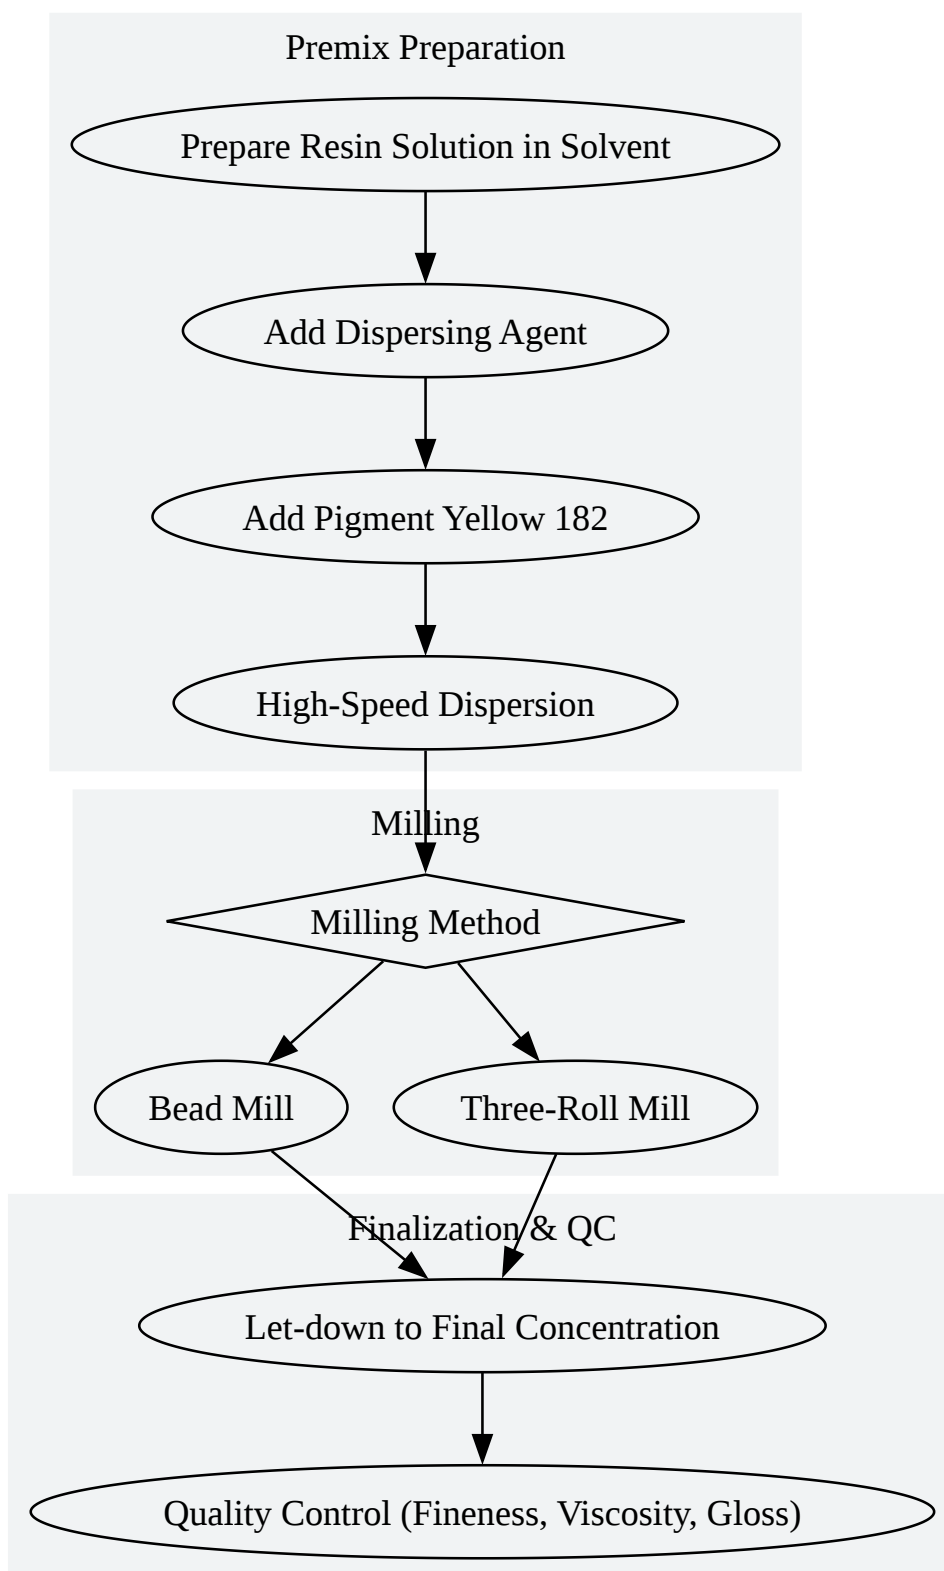 Premix Preparation
Prepare Resin Solution in Solvent
Add Dispersing Agent
Add Pigment Yellow 182
High-Speed Dispersion
Milling
Milling Method
Bead Mill
Three-Roll Mill
Finalization & QC
Let-down to Final Concentration
Quality Control (Fineness, Viscosity, Gloss)